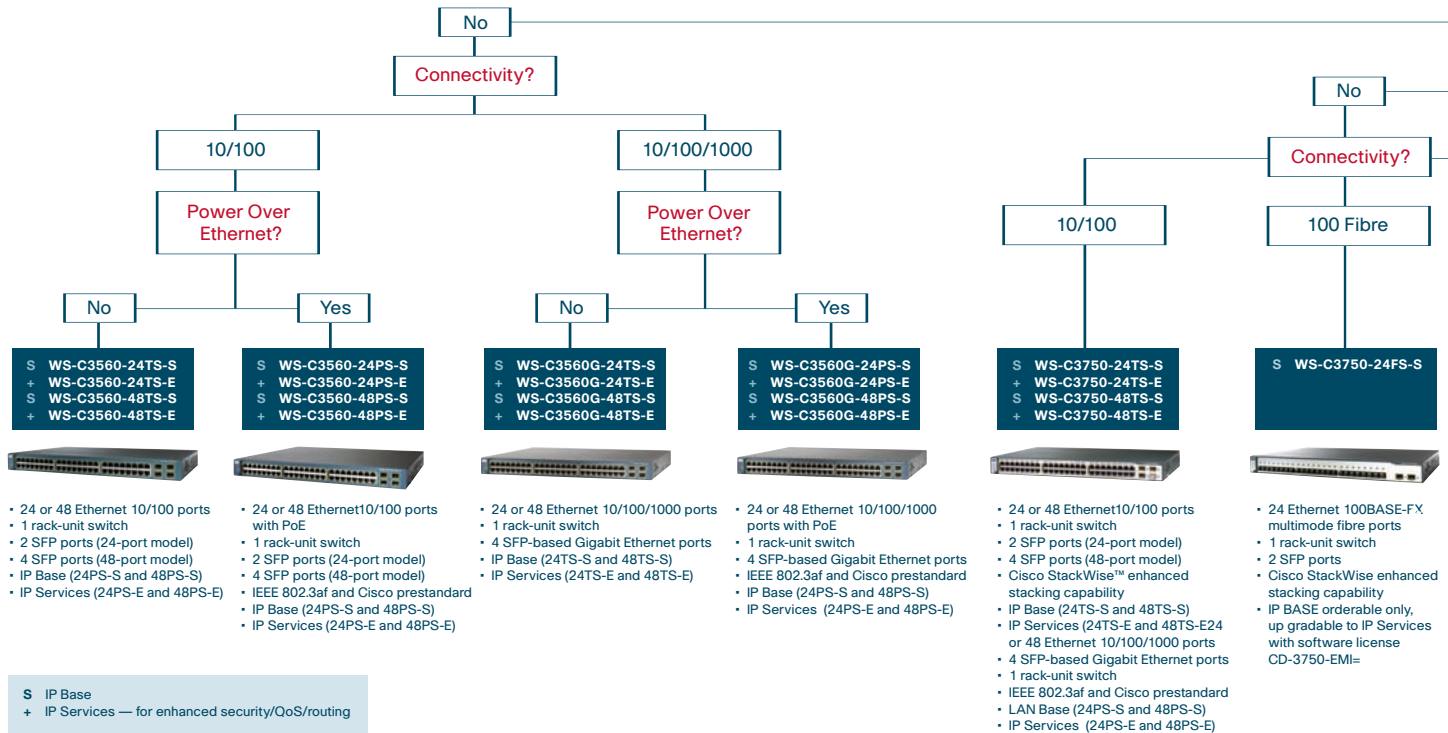 No
Connectivity?
10/100
10/100/1000
Power Over
Ethernet?
Power Over
Ethernet?
No
Yes
No
Yes
No
Connectivity?
10/100
100 Fibre
S WS-C3560-24TS-S
+ WS-C3560-24TS-E
S WS-C3560-48TS-S
+ WS-C3560-48TS-E
S WS-C3560-24PS-S
+ WS-C3560-24PS-E
S WS-C3560-48PS-S
+ WS-C3560-48PS-E
S WS-C3560G-24TS-S
+ WS-C3560G-24TS-E
S WS-C3560G-48TS-S
+ WS-C3560G-48TS-E
S WS-C3560G-24PS-S
+ WS-C3560G-24PS-E
S WS-C3560G-48PS-S
+ WS-C3560G-48PS-E
S WS-C3750-24TS-S
+ WS-C3750-24TS-E
S WS-C3750-48TS-S
+ WS-C3750-48TS-E
S WS-C3750-24FS-S
• 24 or 48 Ethernet 10/100 ports
• 1 rack-unit switch
• 2 SFP ports (24-port model)
• 4 SFP ports (48-port model)
• IP Base (24PS-S and 48PS-S)
• IP Services (24PS-E and 48PS-E)
• 24 or 48 Ethernet10/100 ports
with PoE
• 1 rack-unit switch
• 2 SFP ports (24-port model)
• 4 SFP ports (48-port model)
• IEEE 802.3af and Cisco prestandard
• IP Base (24PS-S and 48PS-S)
• IP Services (24PS-E and 48PS-E)
• 24 or 48 Ethernet 10/100/1000 ports
• 1 rack-unit switch
• 4 SFP-based Gigabit Ethernet ports
• IP Base (24TS-S and 48TS-S)
• IP Services (24TS-E and 48TS-E)
• 24 or 48 Ethernet 10/100/1000
ports with PoE
• 1 rack-unit switch
• 4 SFP-based Gigabit Ethernet ports
• IEEE 802.3af and Cisco prestandard
• IP Base (24PS-S and 48PS-S)
• IP Services (24PS-E and 48PS-E)
• 24 or 48 Ethernet10/100 ports
• 1 rack-unit switch
• 2 SFP ports (24-port model)
• 4 SFP ports (48-port model)
• Cisco StackWise™ enhanced
stacking capability
• IP Base (24TS-S and 48TS-S)
• IP Services (24TS-E and 48TS-E24
or 48 Ethernet 10/100/1000 ports
• 4 SFP-based Gigabit Ethernet ports
• 1 rack-unit switch
• IEEE 802.3af and Cisco prestandard
• LAN Base (24PS-S and 48PS-S)
• IP Services (24PS-E and 48PS-E)
• 24 Ethernet 100BASE-FX
multimode fibre ports
• 1 rack-unit switch
• 2 SFP ports
• Cisco StackWise enhanced
stacking capability
• IP BASE orderable only,
up gradable to IP Services
with software license
CD-3750-EMI=
S IP Base
+ IP Services — for enhanced security/QoS/routing